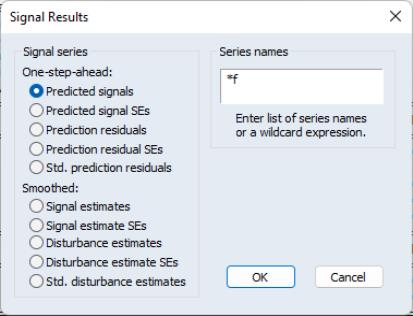 Signal Results
Signal series
One-step-ahead:
Predicted signals
Predicted signal SEs
Prediction residuals
Prediction residual SEs
Std. prediction residuals
Smoothed:
Signal estimates
Signal estimate SEs
Disturbance estimates
Disturbance estimate SEs
Std. disturbance estimates
Series names
*f
Enter list of series names
or a wildcard expression.
OK
Cancel